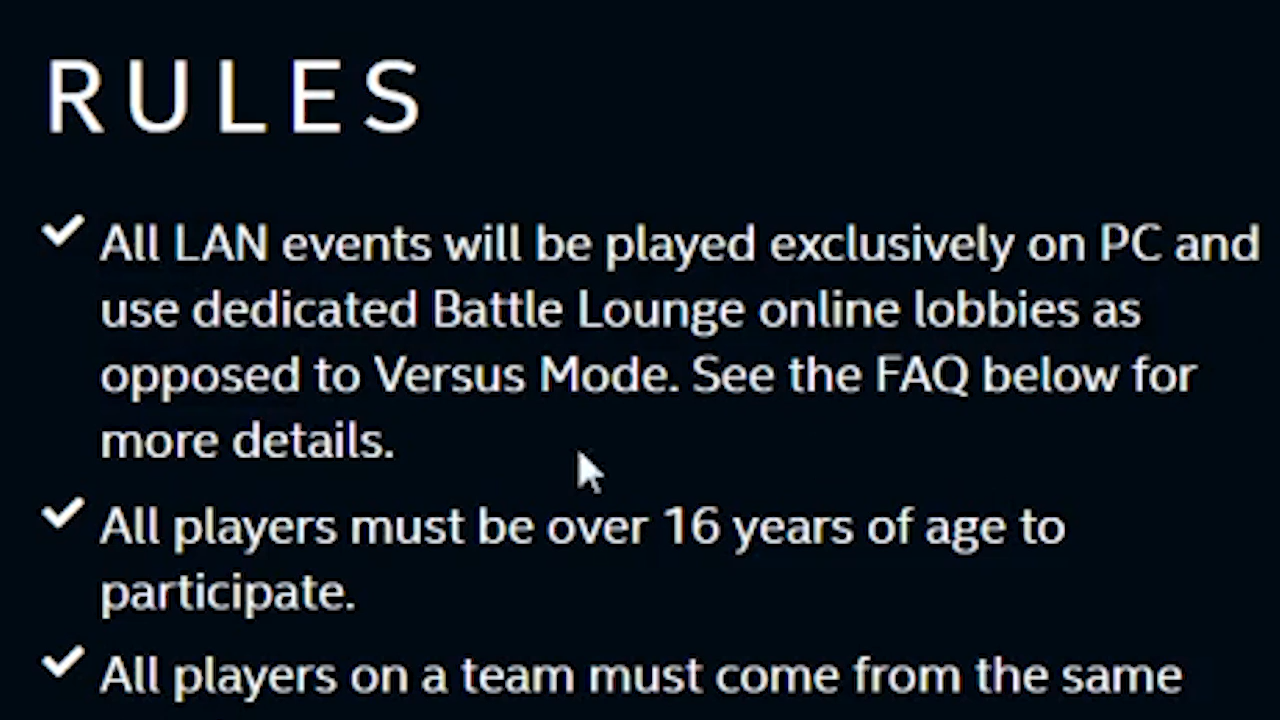 RULES
All LAN events will be played exclusively on PC and
use dedicated Battle Lounge online lobbies as
opposed to Versus Mode. See the FAQ below for
more details.
All players must be over 16 years of age to
participate.
All players on a team must come from the same